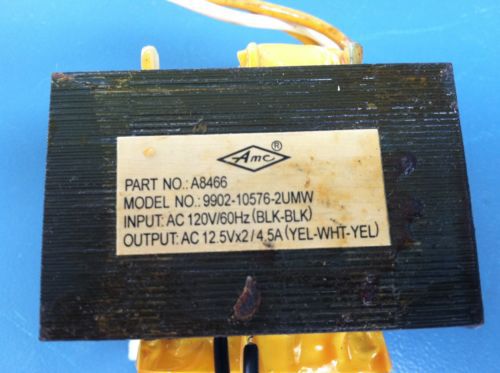 Amc ®
PART NO.: A8466
MODEL NO.: 9902-10576-2UMW
INPUT: AC 120V/60Hz (BLK-BLK)
OUTPUT: AC 12.5Vx2/4.5A (YEL-WHT-YEL)